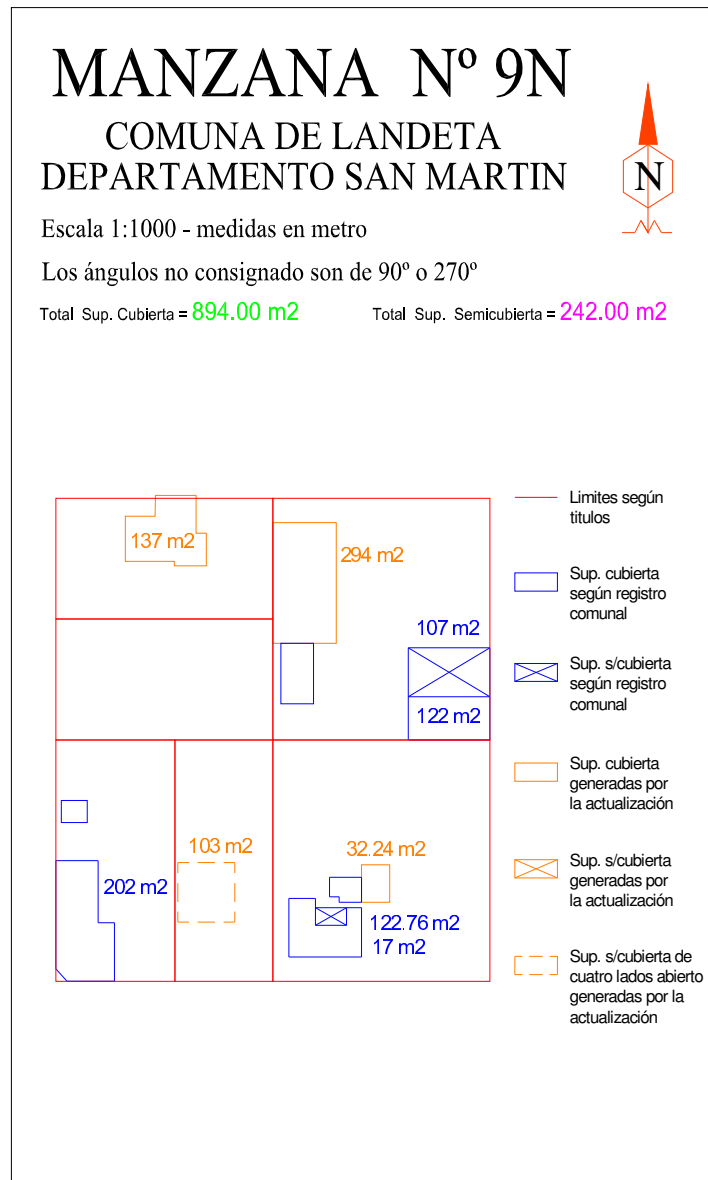 MANZANA Nº 9N
COMUNA DE LANDETA
DEPARTAMENTO SAN MARTIN
N
Escala 1:1000 - medidas en metro
Los ángulos no consignado son de 90º o 270º
Total Sup. Cubierta = 894.00 m2
Total Sup. Semicubierta = 242.00 m2
137 m2
294 m2
107 m2
122 m2
103 m2
32.24 m2
202 m2
122.76 m2
17 m2
Limites según
titulos
Sup. cubierta
según registro
comunal
Sup. s/cubierta
según registro
comunal
Sup. cubierta
generadas por
la actualización
Sup. s/cubierta
generadas por
la actualización
Sup. s/cubierta de
cuatro lados abierto
generadas por la
actualización